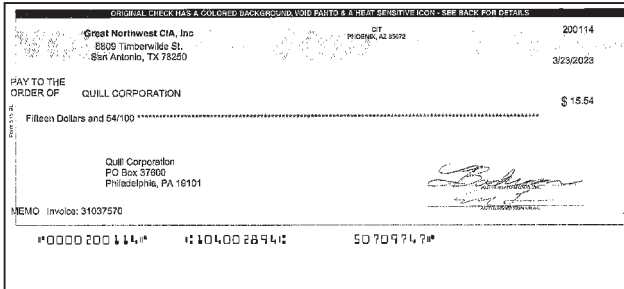 ORIGINAL CHECK HAS A COLORED BACKGROUND, VOID PAHTO & A HEAT SENSITIVE ICON - SEE BACK FOR DETAILS
Great Northwest CIA, Inc
8809 Timberwilde St.
San Antonio, TX 78250
CIT
PHOENIX, AZ 85072
200114
3/23/2023
PAY TO THE
ORDER OF QUILL CORPORATION
$ 15.54
Fifteen Dollars and 54/100
Quill Corporation
PO Box 37600
Philadelphia, PA 19101
MEMO Invoice: 31037570
⑈0000200114⑈ ⑆104002894⑆ 50709747⑈